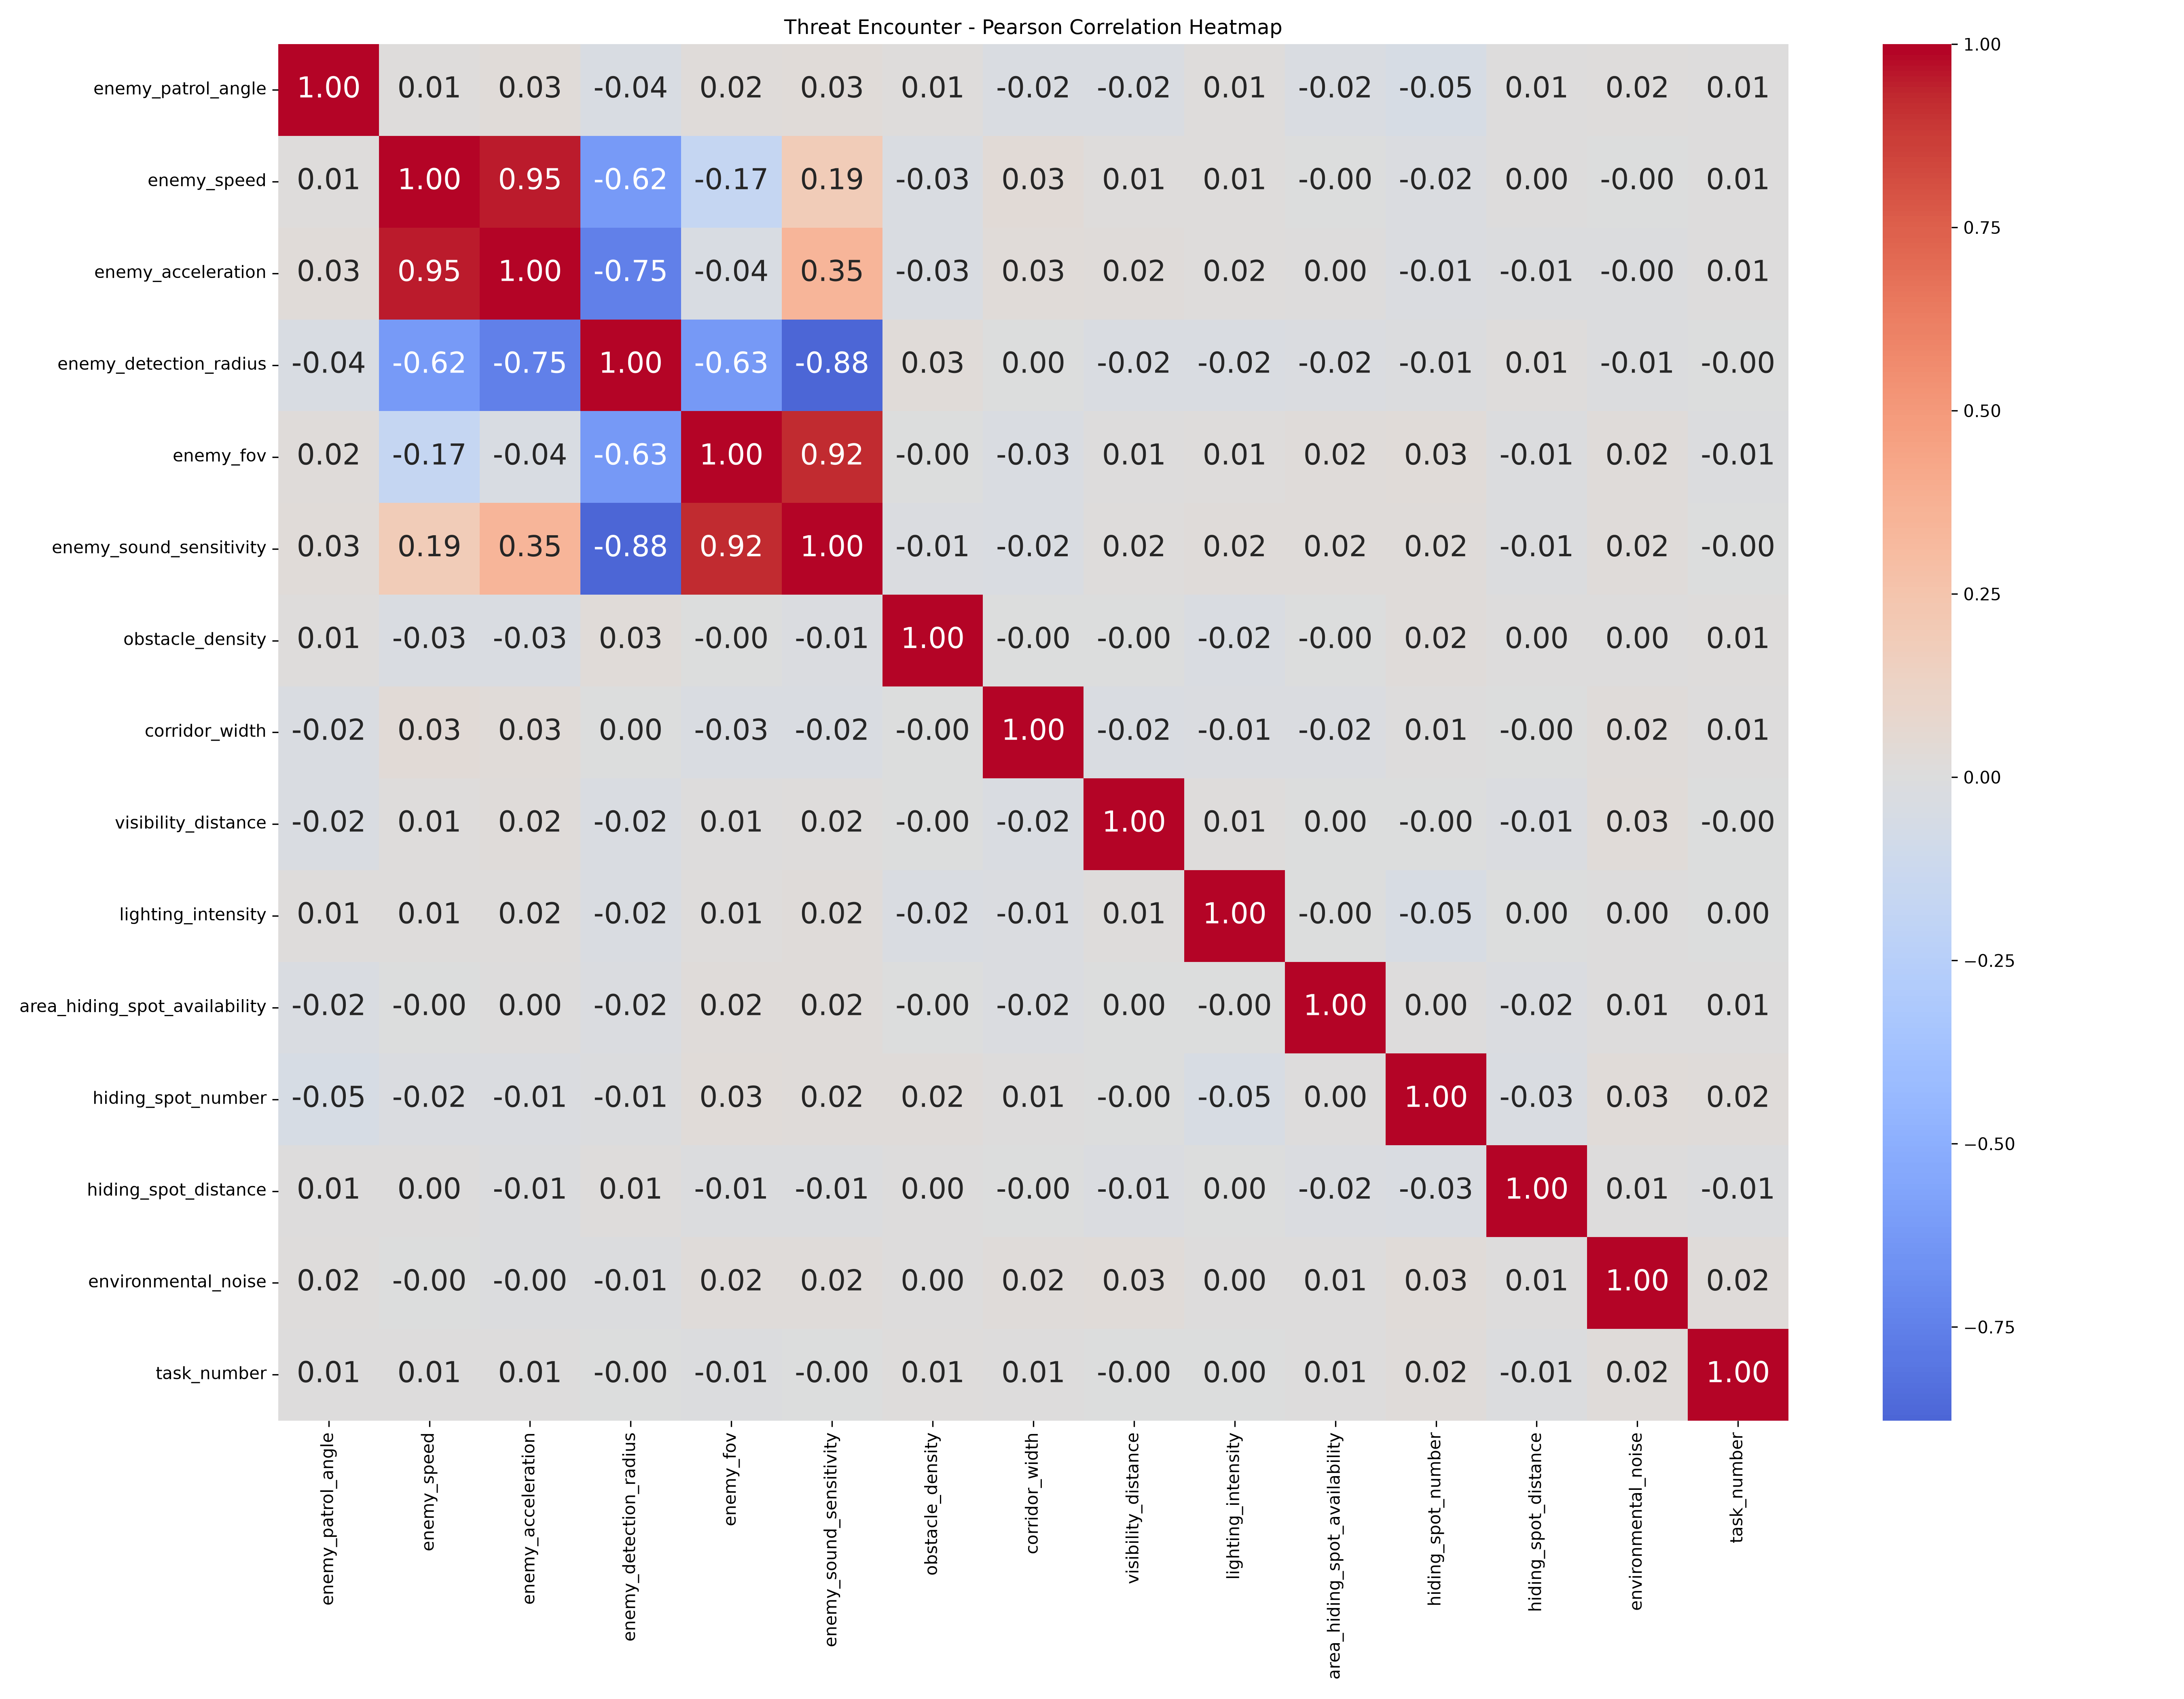 Threat Encounter - Pearson Correlation Heatmap
enemy_patrol_angle 1.00 0.01 0.03 -0.04 0.02 0.03 0.01 -0.02 -0.02 0.01 -0.02 -0.05 0.01 0.02 0.01
enemy_speed 0.01 1.00 0.95 -0.62 -0.17 0.19 -0.03 0.03 0.01 0.01 -0.00 -0.02 0.00 -0.00 0.01
enemy_acceleration 0.03 0.95 1.00 -0.75 -0.04 0.35 -0.03 0.03 0.02 0.02 0.00 -0.01 -0.01 -0.00 0.01
enemy_detection_radius -0.04 -0.62 -0.75 1.00 -0.63 -0.88 0.03 0.00 -0.02 -0.02 -0.02 -0.01 0.01 -0.01 -0.00
enemy_fov 0.02 -0.17 -0.04 -0.63 1.00 0.92 -0.00 -0.03 0.01 0.01 0.02 0.03 -0.01 0.02 -0.01
enemy_sound_sensitivity 0.03 0.19 0.35 -0.88 0.92 1.00 -0.01 -0.02 0.02 0.02 0.02 0.02 -0.01 0.02 -0.00
obstacle_density 0.01 -0.03 -0.03 0.03 -0.00 -0.01 1.00 -0.00 -0.00 -0.02 -0.00 0.02 0.00 0.00 0.01
corridor_width -0.02 0.03 0.03 0.00 -0.03 -0.02 -0.00 1.00 -0.02 -0.01 -0.02 0.01 -0.00 0.02 0.01
visibility_distance -0.02 0.01 0.02 -0.02 0.01 0.02 -0.00 -0.02 1.00 0.01 0.00 -0.00 -0.01 0.03 -0.00
lighting_intensity 0.01 0.01 0.02 -0.02 0.01 0.02 -0.02 -0.01 0.01 1.00 -0.00 -0.05 0.00 0.00 0.00
area_hiding_spot_availability -0.02 -0.00 0.00 -0.02 0.02 0.02 -0.00 -0.02 0.00 -0.00 1.00 0.00 -0.02 0.01 0.01
hiding_spot_number -0.05 -0.02 -0.01 -0.01 0.03 0.02 0.02 0.01 -0.00 -0.05 0.00 1.00 -0.03 0.03 0.02
hiding_spot_distance 0.01 0.00 -0.01 0.01 -0.01 -0.01 0.00 -0.00 -0.01 0.00 -0.02 -0.03 1.00 0.01 -0.01
environmental_noise 0.02 -0.00 -0.00 -0.01 0.02 0.02 0.00 0.02 0.03 0.00 0.01 0.03 0.01 1.00 0.02
task_number 0.01 0.01 0.01 -0.00 -0.01 -0.00 0.01 0.01 -0.00 0.00 0.01 0.02 -0.01 0.02 1.00
enemy_patrol_angle
enemy_speed
enemy_acceleration
enemy_detection_radius
enemy_fov
enemy_sound_sensitivity
obstacle_density
corridor_width
visibility_distance
lighting_intensity
area_hiding_spot_availability
hiding_spot_number
hiding_spot_distance
environmental_noise
task_number
1.00
0.75
0.50
0.25
0.00
−0.25
−0.50
−0.75